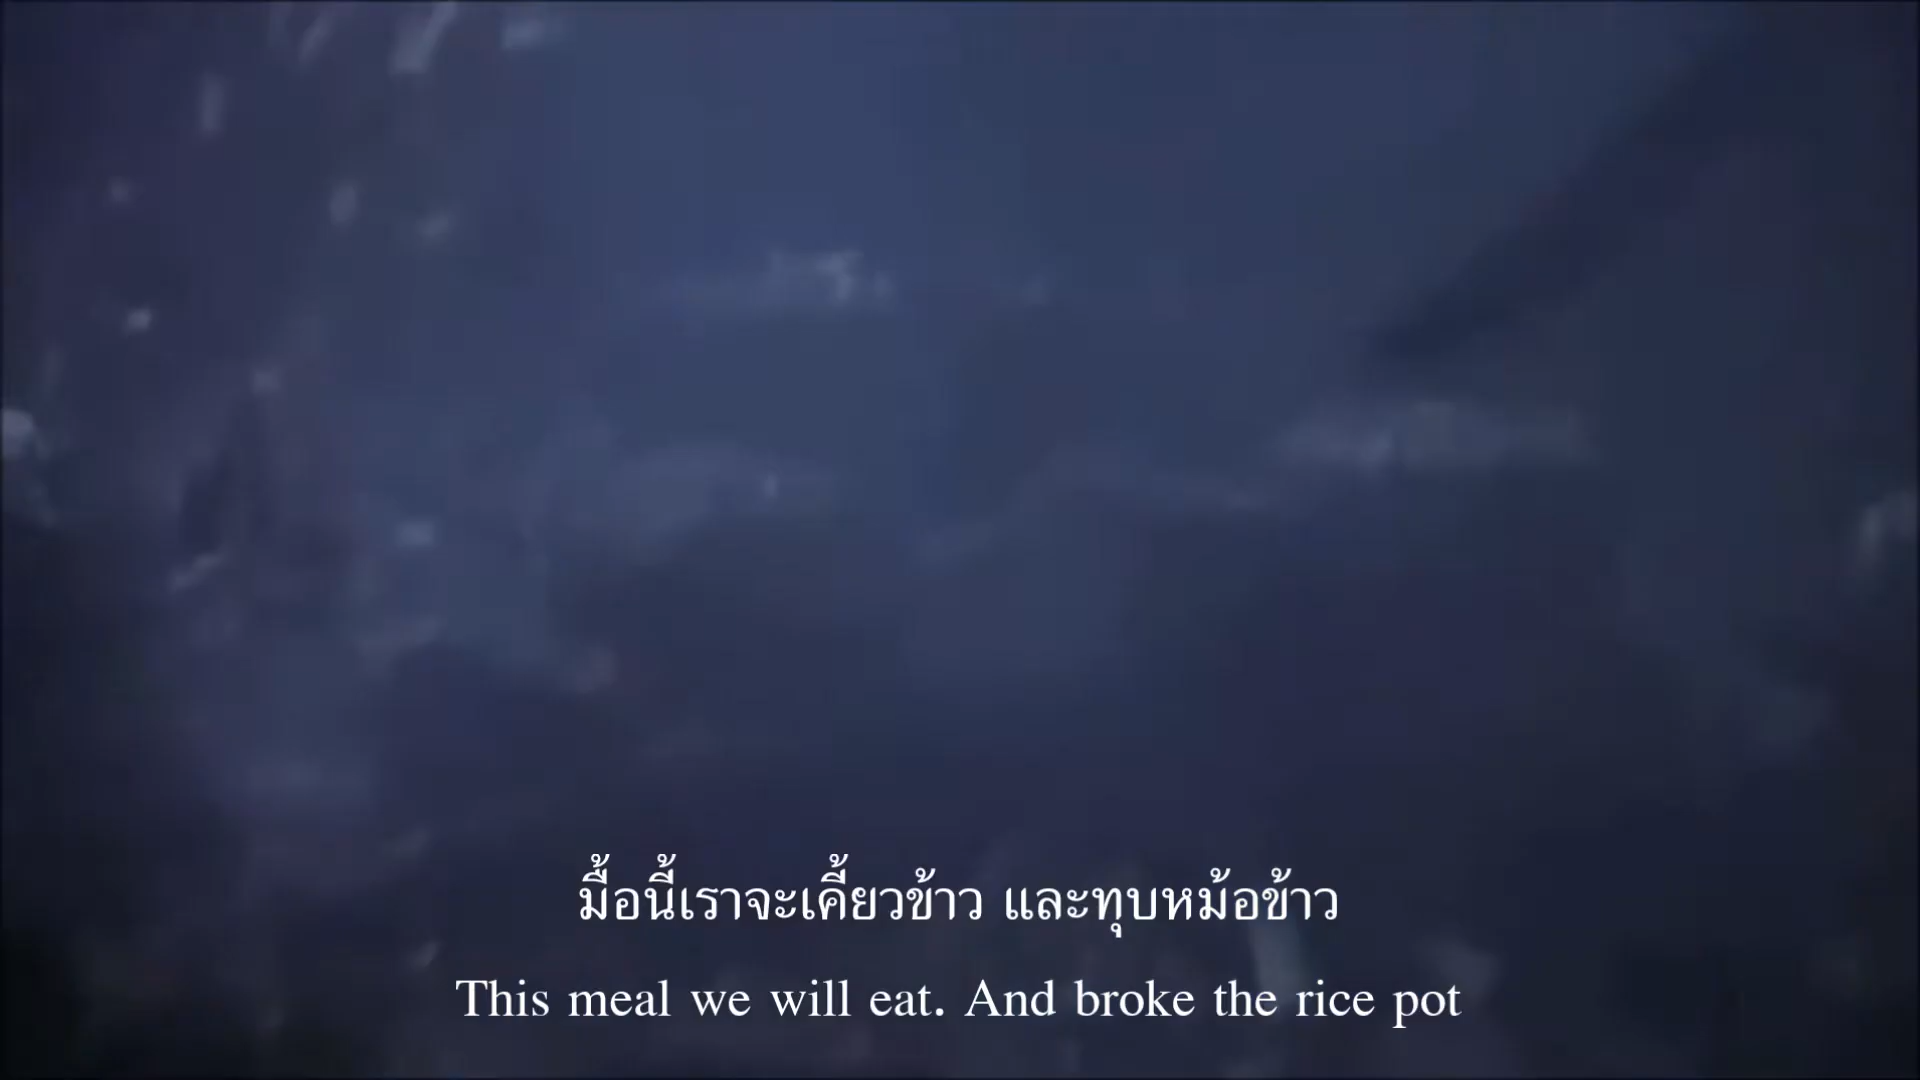 มื้อนี้เราจะเคี้ยวข้าว และทุบหม้อข้าว
This meal we will eat. And broke the rice pot